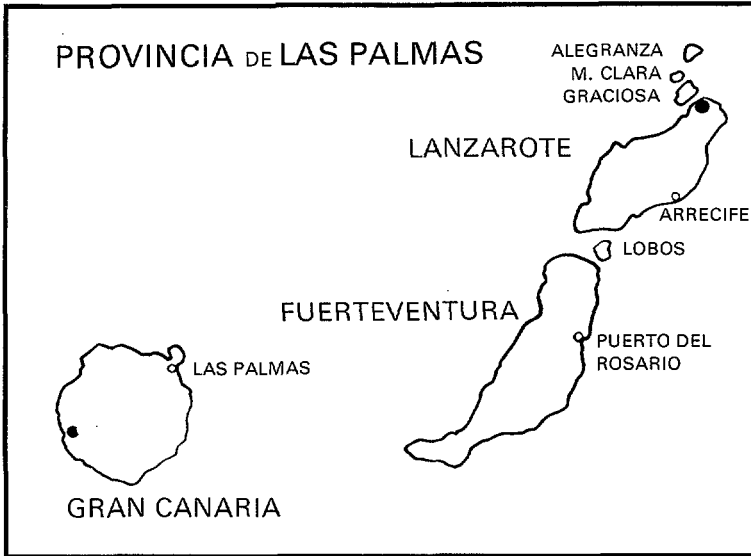 PROVINCIA DE LAS PALMAS
ALEGRANZA
M. CLARA
GRACIOSA
LANZAROTE
ARRECIFE
LOBOS
FUERTEVENTURA
PUERTO DEL
ROSARIO
LAS PALMAS
GRAN CANARIA